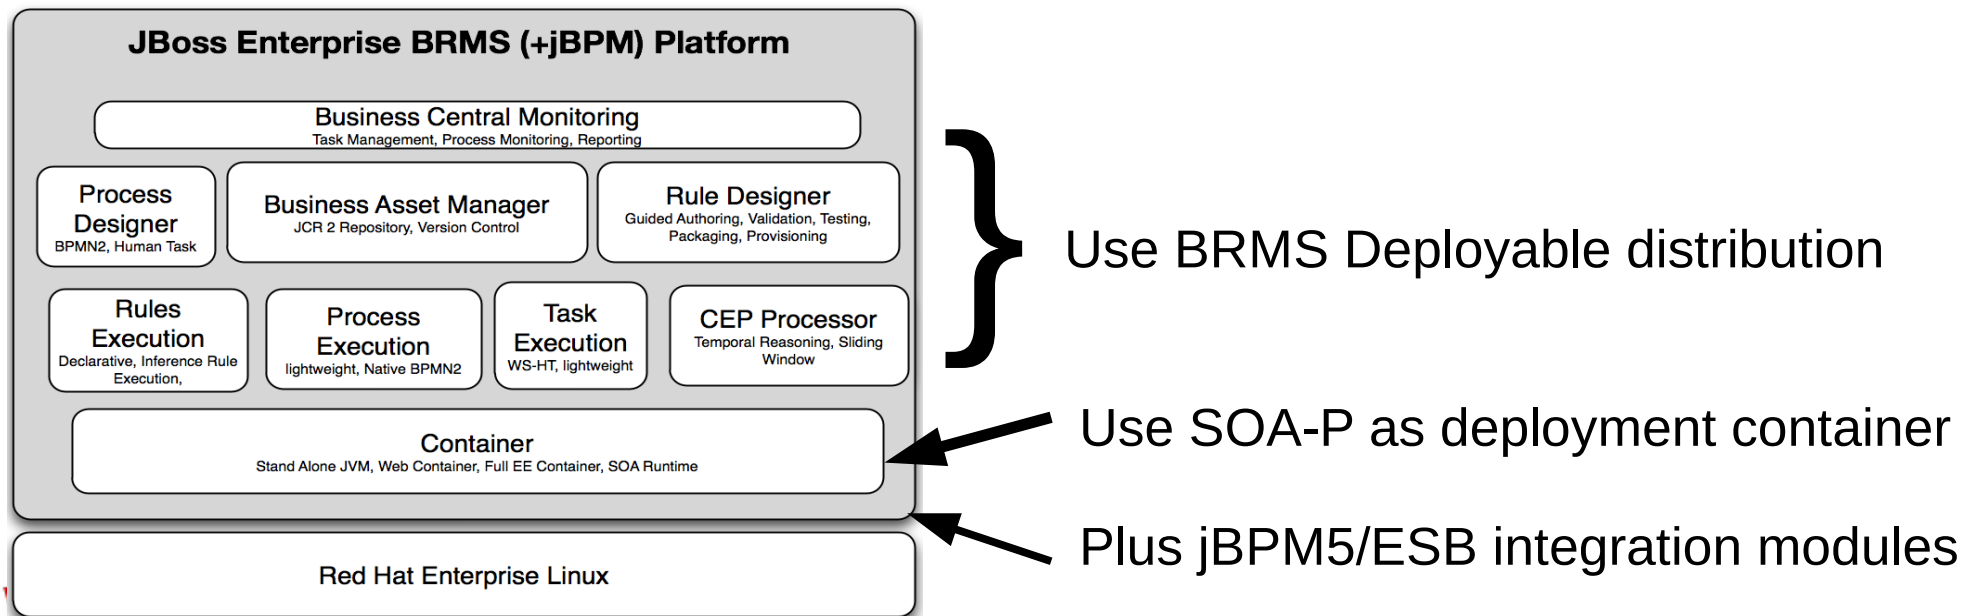 JBoss Enterprise BRMS (+jBPM) Platform
Business Central Monitoring
Task Management, Process Monitoring, Reporting
Process
Designer
BPMN2, Human Task
Business Asset Manager
JCR 2 Repository, Version Control
Rule Designer
Guided Authoring, Validation, Testing,
Packaging, Provisioning
Rules
Execution
Declarative, Inference Rule
Execution,
Process
Execution
lightweight, Native BPMN2
Task
Execution
WS-HT, lightweight
CEP Processor
Temporal Reasoning, Sliding
Window
Container
Stand Alone JVM, Web Container, Full EE Container, SOA Runtime
Red Hat Enterprise Linux
Use BRMS Deployable distribution
Use SOA-P as deployment container
Plus jBPM5/ESB integration modules